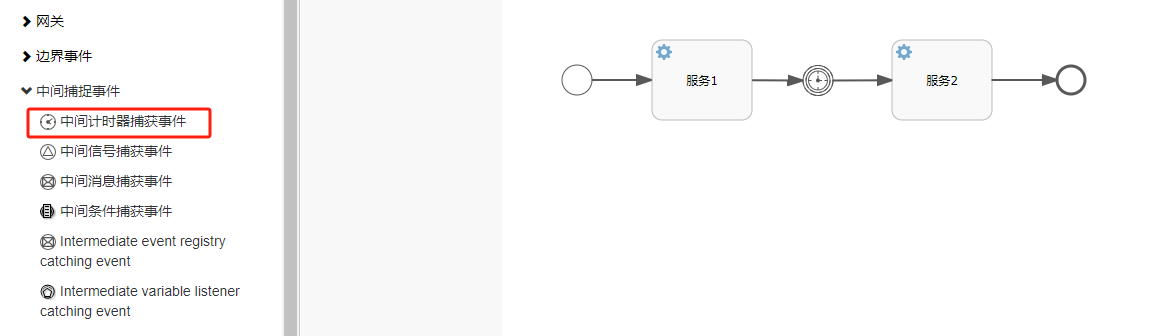 网关
边界事件
中间捕捉事件
中间计时器捕获事件
中间信号捕获事件
中间消息捕获事件
中间条件捕获事件
Intermediate event registry
catching event
Intermediate variable listener
catching event
服务1
服务2